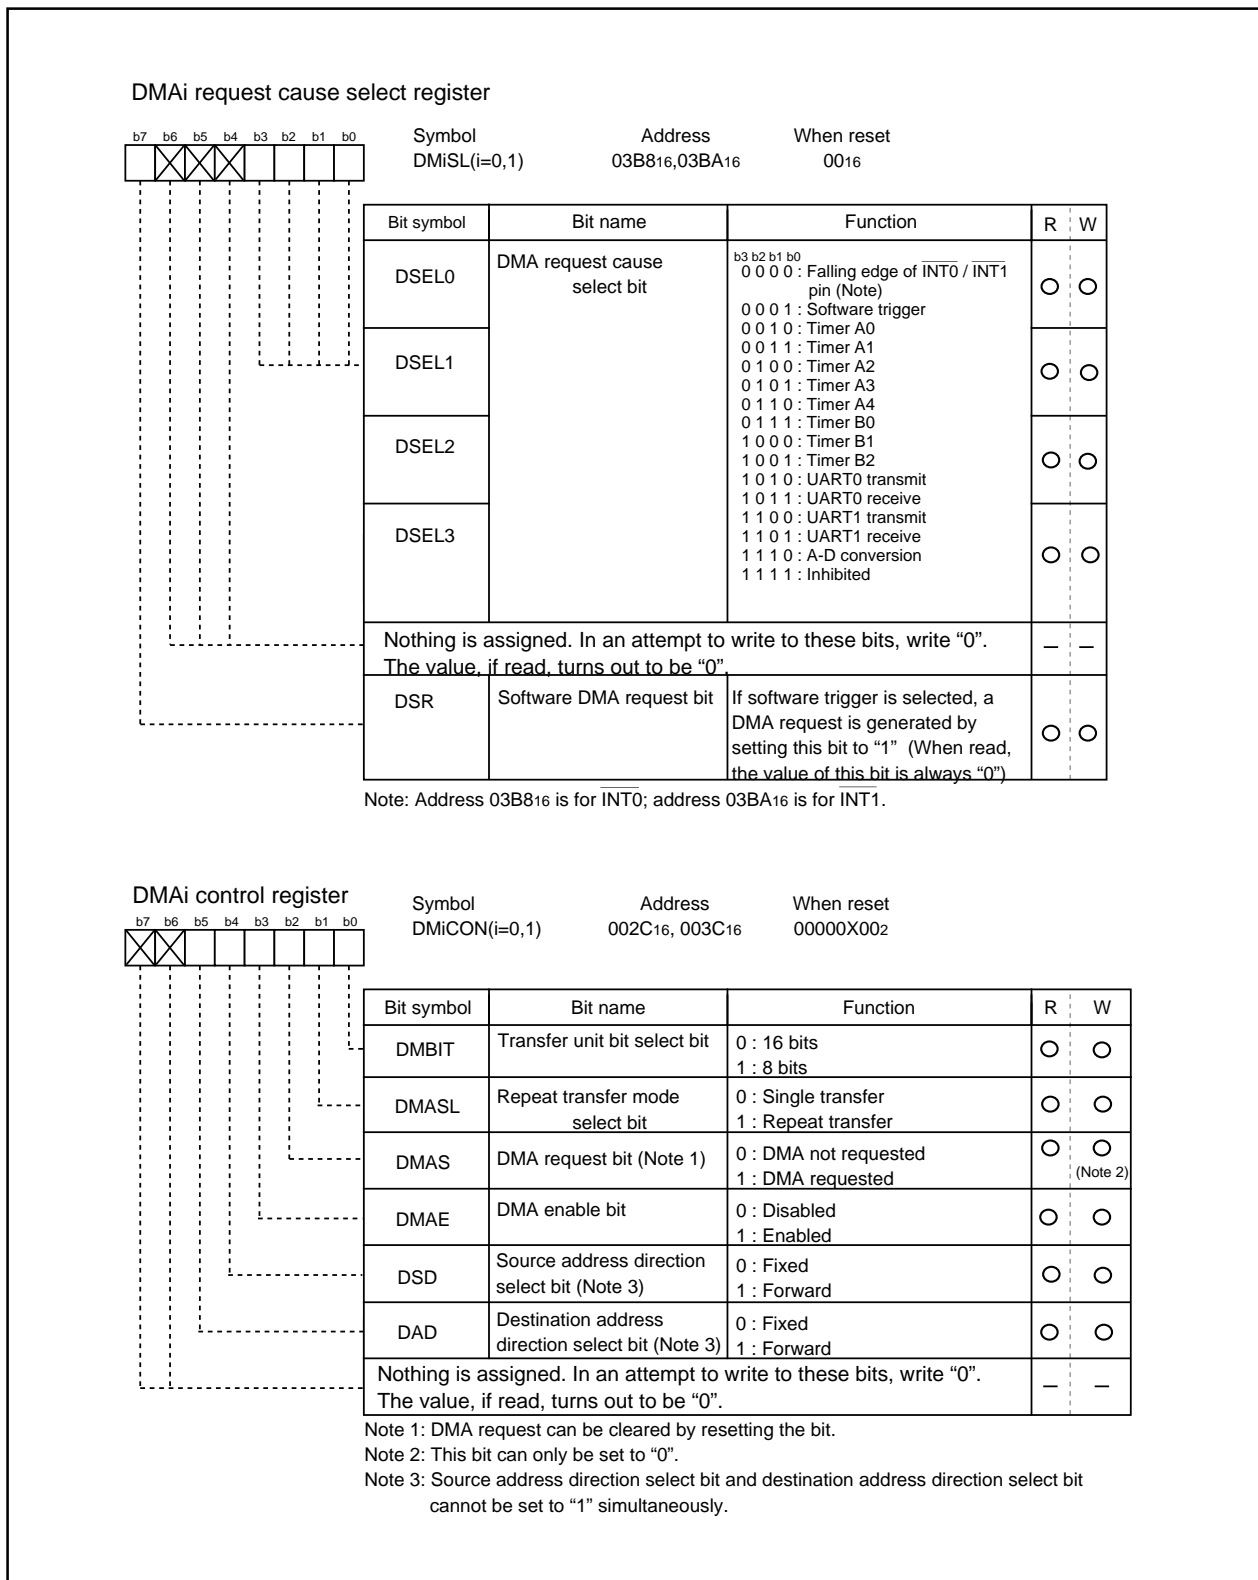 DMAi request cause select register
b7 b6 b5 b4 b3 b2 b1 b0
Symbol Address When reset
DMiSL(i=0,1) 03B816,03BA16 0016
Bit symbol Bit name Function R W
DSEL0 DMA request cause select bit
b3 b2 b1 b0
0 0 0 0 : Falling edge of INT0 / INT1
pin (Note)
0 0 0 1 : Software trigger
0 0 1 0 : Timer A0
0 0 1 1 : Timer A1
DSEL1
0 1 0 0 : Timer A2
0 1 0 1 : Timer A3
0 1 1 0 : Timer A4
0 1 1 1 : Timer B0
DSEL2
1 0 0 0 : Timer B1
1 0 0 1 : Timer B2
1 0 1 0 : UART0 transmit
1 0 1 1 : UART0 receive
1 1 0 0 : UART1 transmit
DSEL3
1 1 0 1 : UART1 receive
1 1 1 0 : A-D conversion
1 1 1 1 : Inhibited
Nothing is assigned. In an attempt to write to these bits, write “0”.
The value, if read, turns out to be “0”.
– –
DSR Software DMA request bit
If software trigger is selected, a
DMA request is generated by
setting this bit to “1” (When read,
the value of this bit is always “0”)
Note: Address 03B816 is for INT0; address 03BA16 is for INT1.
DMAi control register
b7 b6 b5 b4 b3 b2 b1 b0
Symbol Address When reset
DMiCON(i=0,1) 002C16, 003C16 00000X002
Bit symbol Bit name Function R W
DMBIT Transfer unit bit select bit
0 : 16 bits
1 : 8 bits
DMASL Repeat transfer mode
select bit
0 : Single transfer
1 : Repeat transfer
DMAS DMA request bit (Note 1)
0 : DMA not requested
1 : DMA requested
(Note 2)
DMAE DMA enable bit
0 : Disabled
1 : Enabled
DSD Source address direction
select bit (Note 3)
0 : Fixed
1 : Forward
DAD Destination address
direction select bit (Note 3)
0 : Fixed
1 : Forward
Nothing is assigned. In an attempt to write to these bits, write “0”.
The value, if read, turns out to be “0”.
– –
Note 1: DMA request can be cleared by resetting the bit.
Note 2: This bit can only be set to “0”.
Note 3: Source address direction select bit and destination address direction select bit
cannot be set to “1” simultaneously.